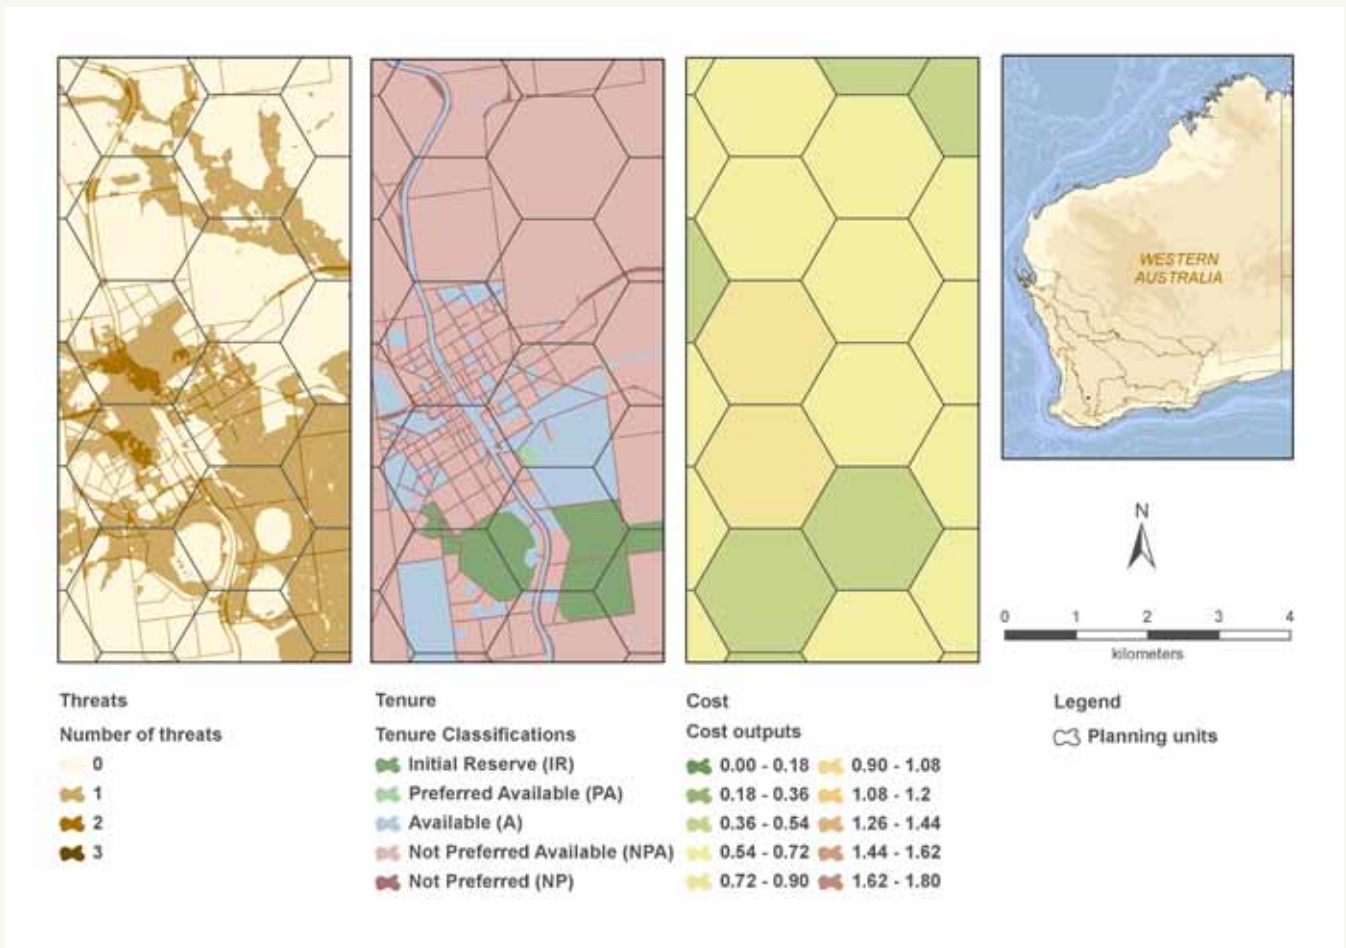 WESTERN
AUSTRALIA
N
0 1 2 3 4
kilometers
Threats
Number of threats
0
1
2
3
Tenure
Tenure Classifications
Initial Reserve (IR)
Preferred Available (PA)
Available (A)
Not Preferred Available (NPA)
Not Preferred (NP)
Cost
Cost outputs
0.00 - 0.18
0.18 - 0.36
0.36 - 0.54
0.54 - 0.72
0.72 - 0.90
0.90 - 1.08
1.08 - 1.2
1.26 - 1.44
1.44 - 1.62
1.62 - 1.80
Legend
Planning units